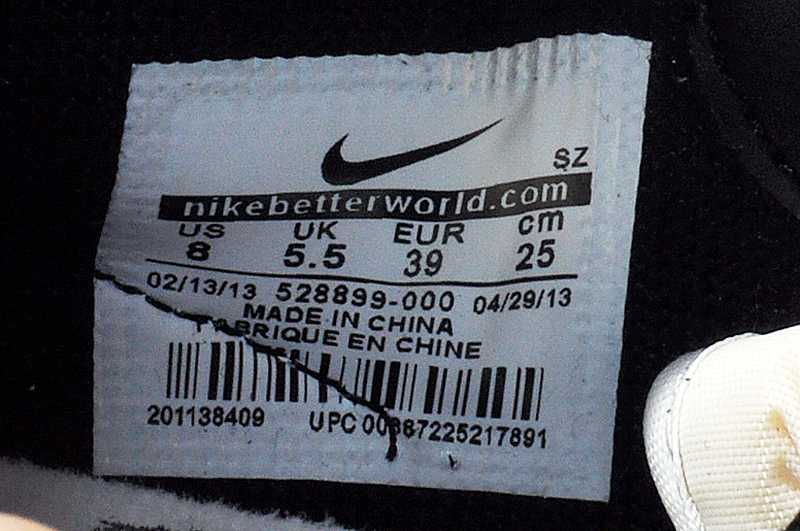 SZ
nikebetterworld.com
US UK EUR cm
8 5.5 39 25
02/13/13 528899-000 04/29/13
MADE IN CHINA
FABRIQUE EN CHINE
201138409 UPC 00887225217891